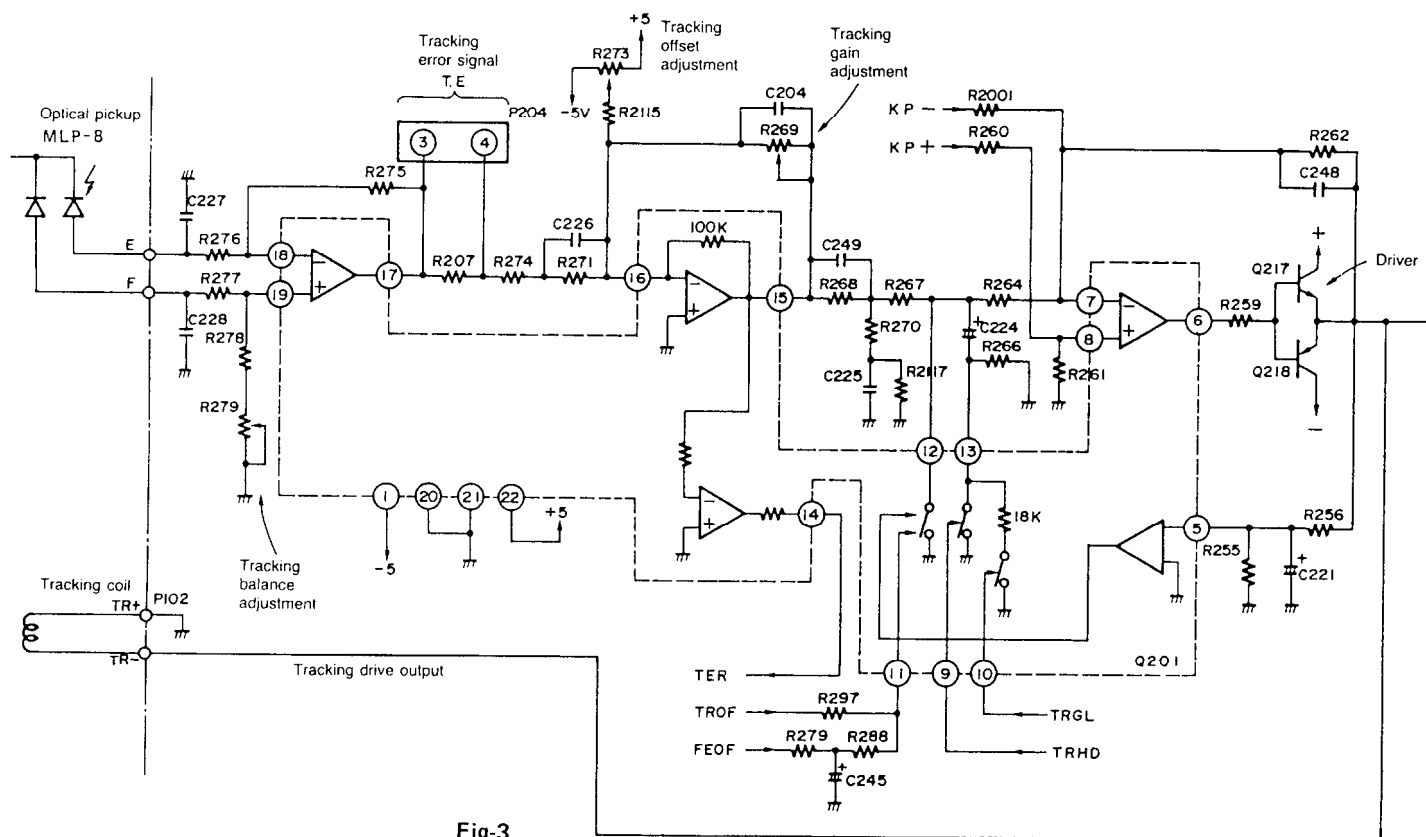 +5
Tracking
error signal
T. E
P204
3
4
R273
Tracking
offset
adjustment
-5V
R2115
C204
R269
Tracking
gain
adjustment
KP -
R2001
KP +
R260
R262
C248
Optical pickup
MLP-8
C227
R275
E
R276
18
17
R207
R274
C226
R271
16
100K
15
C249
R268
R267
R264
7
6
R259
+
Q217
Driver
F
R277
19
C228
R278
R279
R270
C225
R2117
C224
+
R266
8
R261
Q218
-
12
13
1
20
21
22
+5
-5
14
18K
5
R256
R255
+
C221
Tracking
balance
adjustment
Tracking coil
TR+
P102
TR-
Tracking drive output
TER
11
9
10
Q201
TROF
R297
TRGL
FEOF
R279
R288
TRHD
+
C245
Fig-3